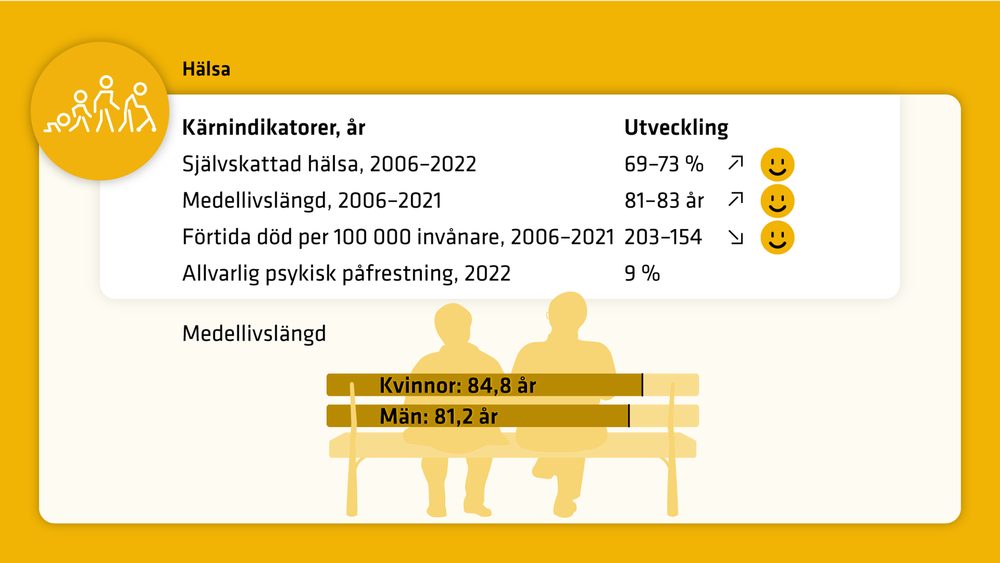 Hälsa
Kärnindikatorer, år Utveckling
Självskattad hälsa, 2006–2022 69–73 %
Medellivslängd, 2006–2021 81–83 år
Förtida död per 100 000 invånare, 2006–2021 203–154
Allvarlig psykisk påfrestning, 2022 9 %
Medellivslängd
Kvinnor: 84,8 år
Män: 81,2 år